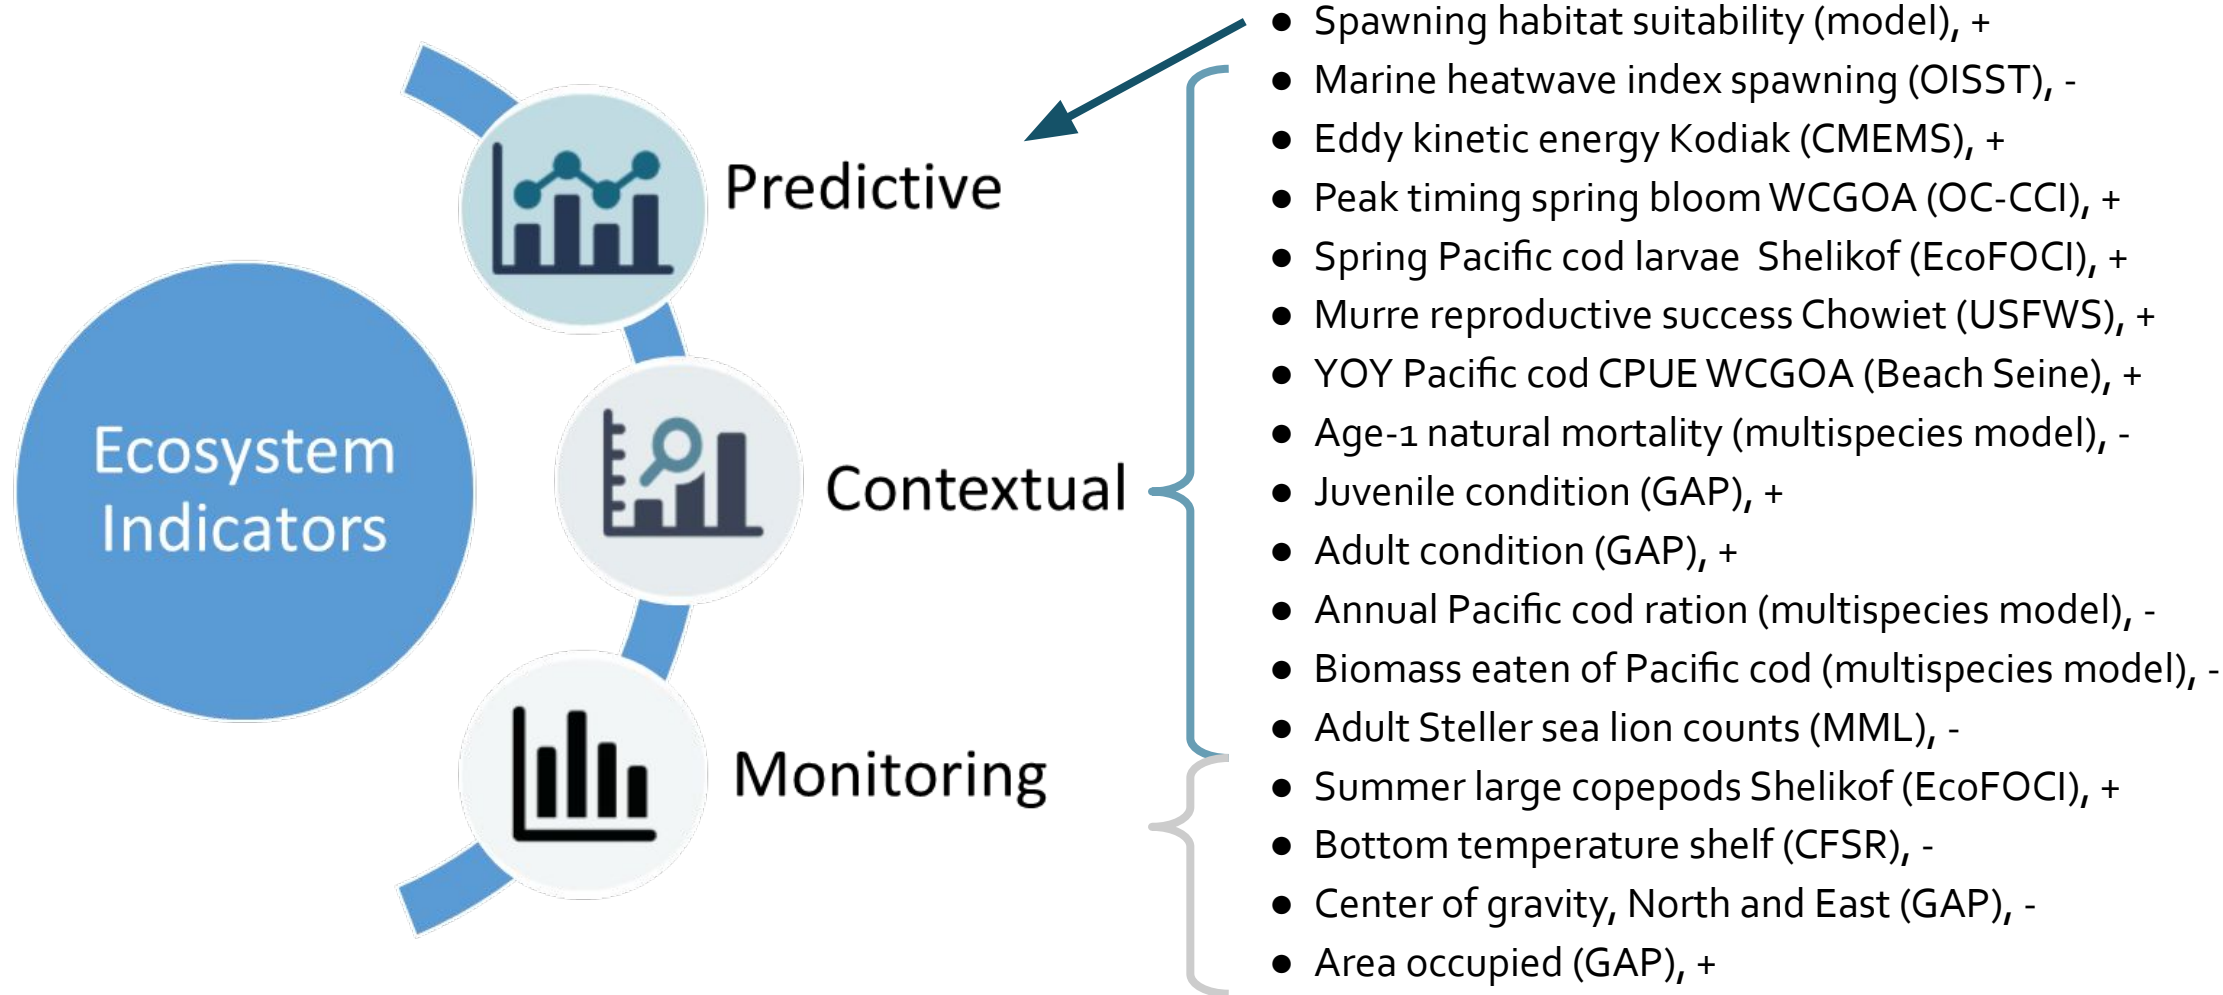 Ecosystem
Indicators
Predictive
Contextual
Monitoring
● Spawning habitat suitability (model), +
● Marine heatwave index spawning (OISST), -
● Eddy kinetic energy Kodiak (CMEMS), +
● Peak timing spring bloom WCGOA (OC-CCI), +
● Spring Pacific cod larvae Shelikof (EcoFOCI), +
● Murre reproductive success Chowiet (USFWS), +
● YOY Pacific cod CPUE WCGOA (Beach Seine), +
● Age-1 natural mortality (multispecies model), -
● Juvenile condition (GAP), +
● Adult condition (GAP), +
● Annual Pacific cod ration (multispecies model), -
● Biomass eaten of Pacific cod (multispecies model), -
● Adult Steller sea lion counts (MML), -
● Summer large copepods Shelikof (EcoFOCI), +
● Bottom temperature shelf (CFSR), -
● Center of gravity, North and East (GAP), -
● Area occupied (GAP), +